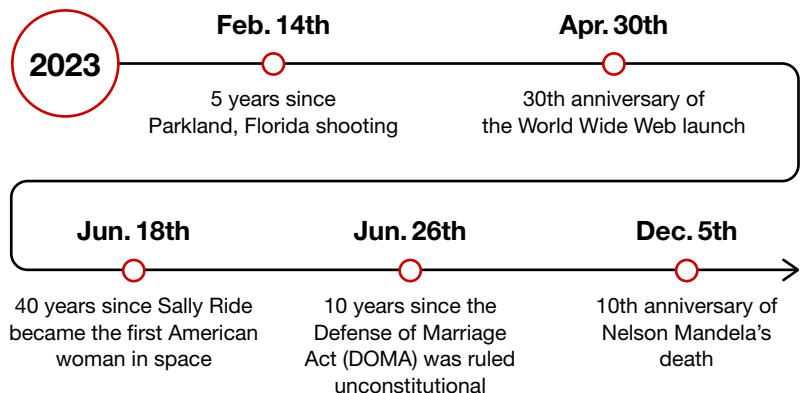 2023
Feb. 14th
5 years since
Parkland, Florida shooting
Apr. 30th
30th anniversary of
the World Wide Web launch
Jun. 18th
40 years since Sally Ride
became the first American
woman in space
Jun. 26th
10 years since the
Defense of Marriage
Act (DOMA) was ruled
unconstitutional
Dec. 5th
10th anniversary of
Nelson Mandela’s
death